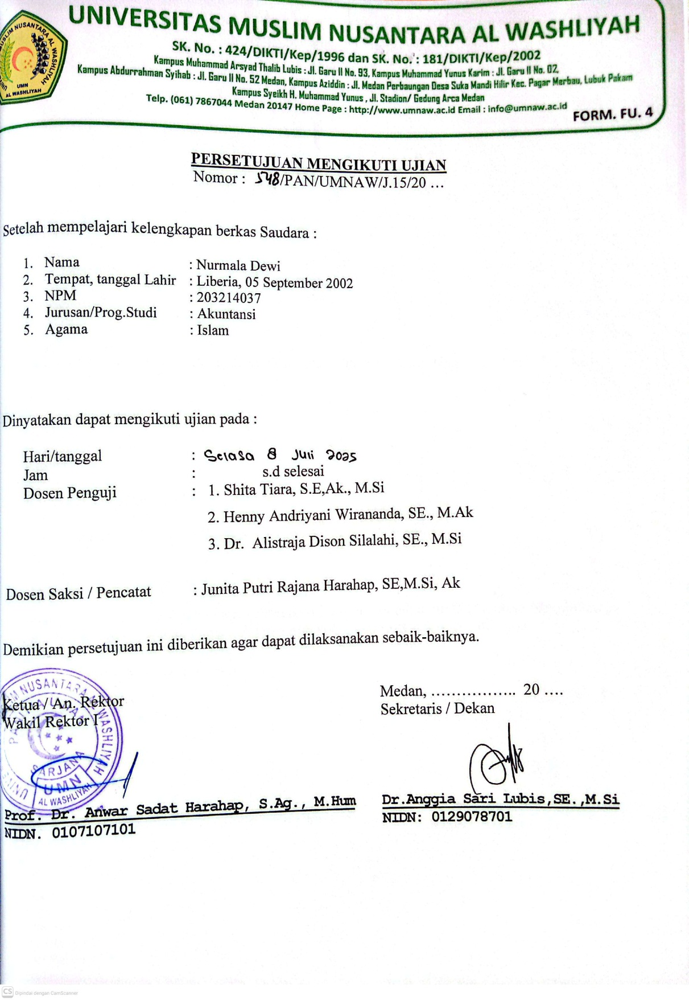 UNIVERSITAS MUSLIM NUSANTARA AL WASHLIYAH
SK. No. : 424/DIKTI/Kep/1996 dan SK. No. : 181/DIKTI/Kep/2002
Kampus Muhammad Arsyad Thalib Lubis : Jl. Garu II No. 93, Kampus Muhammad Yunus Karim : Jl. Garu II No. 02,
Kampus Abdurrahman Syihab : Jl. Garu II No. 52 Medan, Kampus Aziddin : Jl. Medan Perbaungan Desa Suka Mandi Hilir Kec. Pagar Merbau, Lubuk Pakam
Kampus Syeikh H. Muhammad Yunus , Jl. Stadion/ Gedung Arca Medan
Telp. (061) 7867044 Medan 20147 Home Page : http://www.umnaw.ac.id Email : info@umnaw.ac.id
MUSLIM NUSANTARA AL WASHLIYAH
UMN
AL WASHLIYAH
FORM. FU. 4
PERSETUJUAN MENGIKUTI UJIAN
Nomor : 548/PAN/UMNAW/J.15/20 ...
Setelah mempelajari kelengkapan berkas Saudara :
1. Nama : Nurmala Dewi
2. Tempat, tanggal Lahir : Liberia, 05 September 2002
3. NPM : 203214037
4. Jurusan/Prog.Studi : Akuntansi
5. Agama : Islam
Dinyatakan dapat mengikuti ujian pada :
Hari/tanggal : Selasa 8 Juli 2025
Jam : s.d selesai
Dosen Penguji : 1. Shita Tiara, S.E,Ak., M.Si
2. Henny Andriyani Wirananda, SE., M.Ak
3. Dr. Alistraja Dison Silalahi, SE., M.Si
Dosen Saksi / Pencatat : Junita Putri Rajana Harahap, SE,M.Si, Ak
Demikian persetujuan ini diberikan agar dapat dilaksanakan sebaik-baiknya.
Medan, ................. 20 ....
Ketua / An. Rektor
Wakil Rektor I
Sekretaris / Dekan
NUSANTARA AL WASHLIYAH
SARJANA
UMN
AL WASHLIYAH
Prof. Dr. Anwar Sadat Harahap, S.Ag., M.Hum
NIDN. 0107107101
Dr.Anggia Sari Lubis,SE.,M.Si
NIDN: 0129078701
CS Dipindai dengan CamScanner